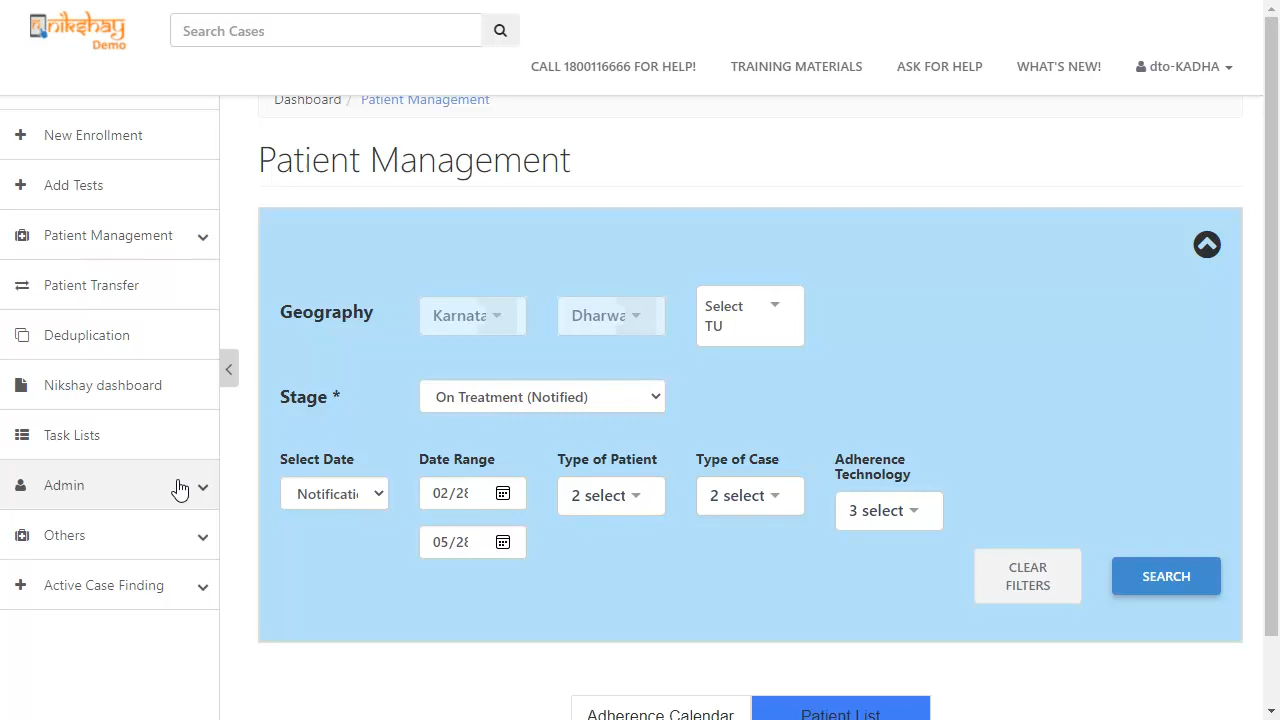 nikshay
Demo
Search Cases
CALL 1800116666 FOR HELP!
TRAINING MATERIALS
ASK FOR HELP
WHAT'S NEW!
dto-KADHA
New Enrollment
Add Tests
Patient Management
Patient Transfer
Deduplication
Nikshay dashboard
Task Lists
Admin
Others
Active Case Finding
Dashboard / Patient Management
Patient Management
Geography
Karnata
Dharwa
Select
TU
Stage *
On Treatment (Notified)
Select Date
Date Range
Type of Patient
Type of Case
Adherence
Technology
Notificati
02/28
2 select
2 select
3 select
05/28
CLEAR
FILTERS
SEARCH
Adherence Calendar
Patient List